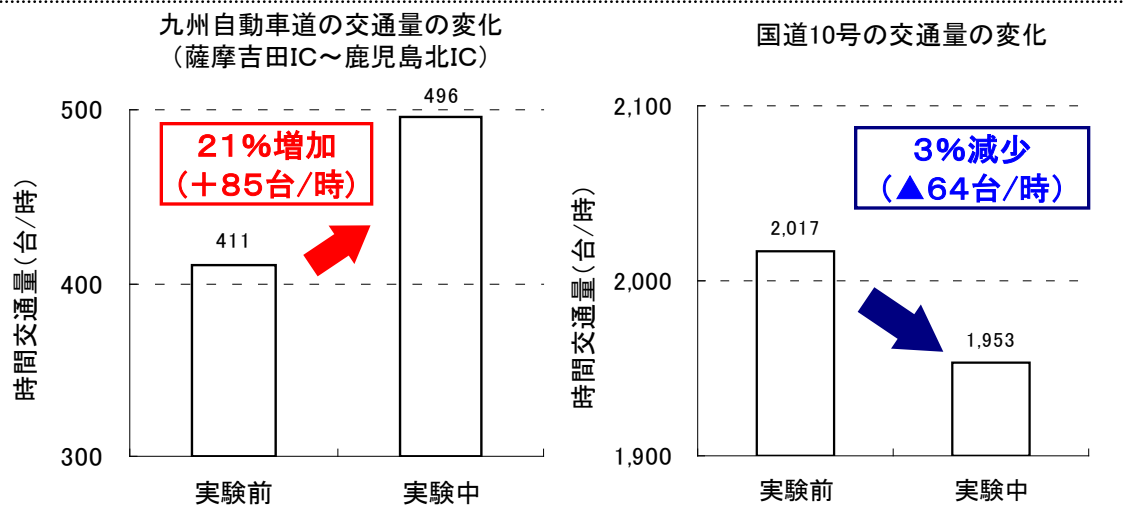 九州自動車道の交通量の変化
（薩摩吉田IC～鹿児島北IC）
時間交通量（台/時）
500
400
300
21%増加
（＋85台/時）
411
496
実験前
実験中
国道10号の交通量の変化
時間交通量（台/時）
2,100
2,000
1,900
3%減少
（▲64台/時）
2,017
1,953
実験前
実験中